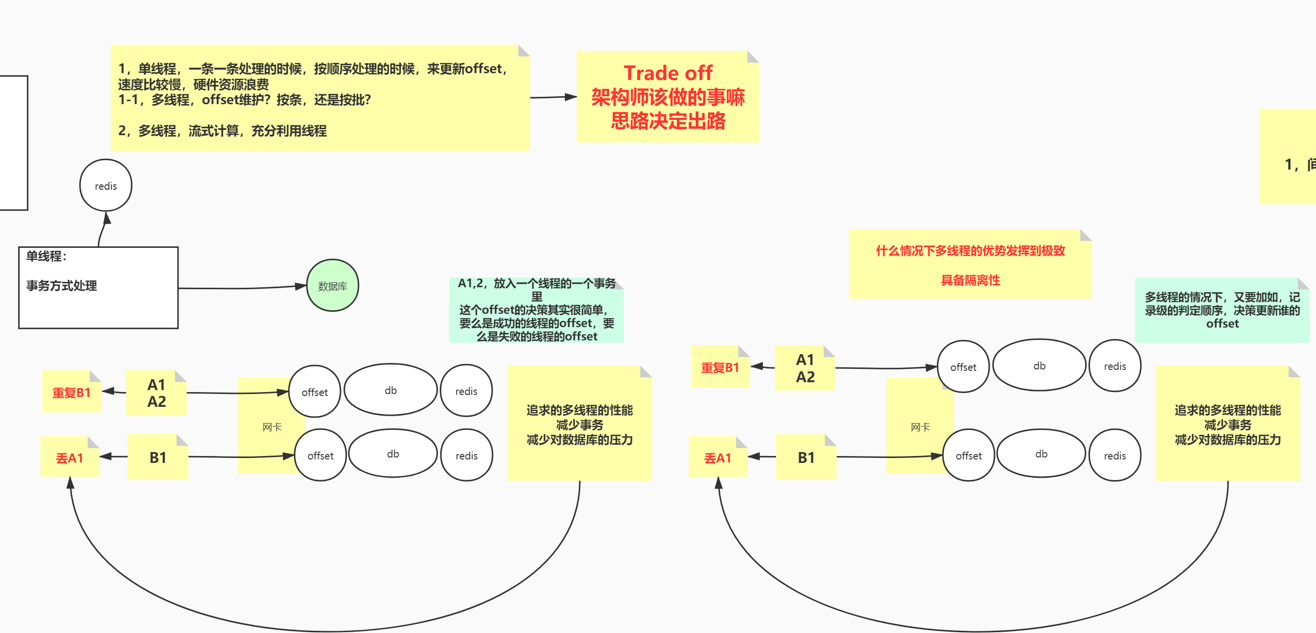 1，单线程，一条一条处理的时候，按顺序处理的时候，来更新offset，
速度比较慢，硬件资源浪费
1-1，多线程，offset维护？按条，还是按批？
2，多线程，流式计算，充分利用线程
Trade off
架构师该做的事嘛
思路决定出路
1，间
redis
单线程：
事务方式处理
数据库
A1,2，放入一个线程的一个事务
里
这个offset的决策其实很简单，
要么是成功的线程的offset，要
么是失败的线程的offset
重复B1
A1
A2
offset
db
redis
网卡
丢A1
B1
offset
db
redis
追求的多线程的性能
减少事务
减少对数据库的压力
什么情况下多线程的优势发挥到极致
具备隔离性
多线程的情况下，又要加如，记
录级的判定顺序，决策更新谁的
offset
重复B1
A1
A2
offset
db
redis
网卡
丢A1
B1
offset
db
redis
追求的多线程的性能
减少事务
减少对数据库的压力